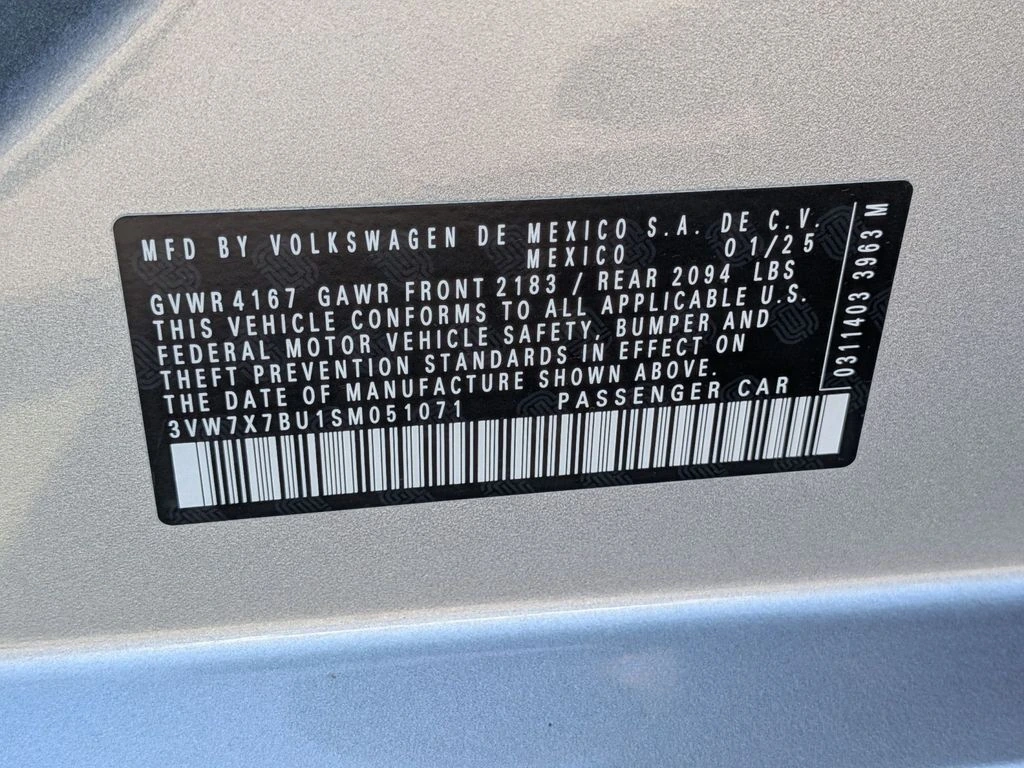 MFD BY VOLKSWAGEN DE MEXICO S.A. DE C.V.
MEXICO 01/25
GVWR 4167 GAWR FRONT 2183 / REAR 2094 LBS
THIS VEHICLE CONFORMS TO ALL APPLICABLE U.S.
FEDERAL MOTOR VEHICLE SAFETY, BUMPER AND
THEFT PREVENTION STANDARDS IN EFFECT ON
THE DATE OF MANUFACTURE SHOWN ABOVE.
3VW7X7BU1SM051071 PASSENGER CAR
0311403 3963 M